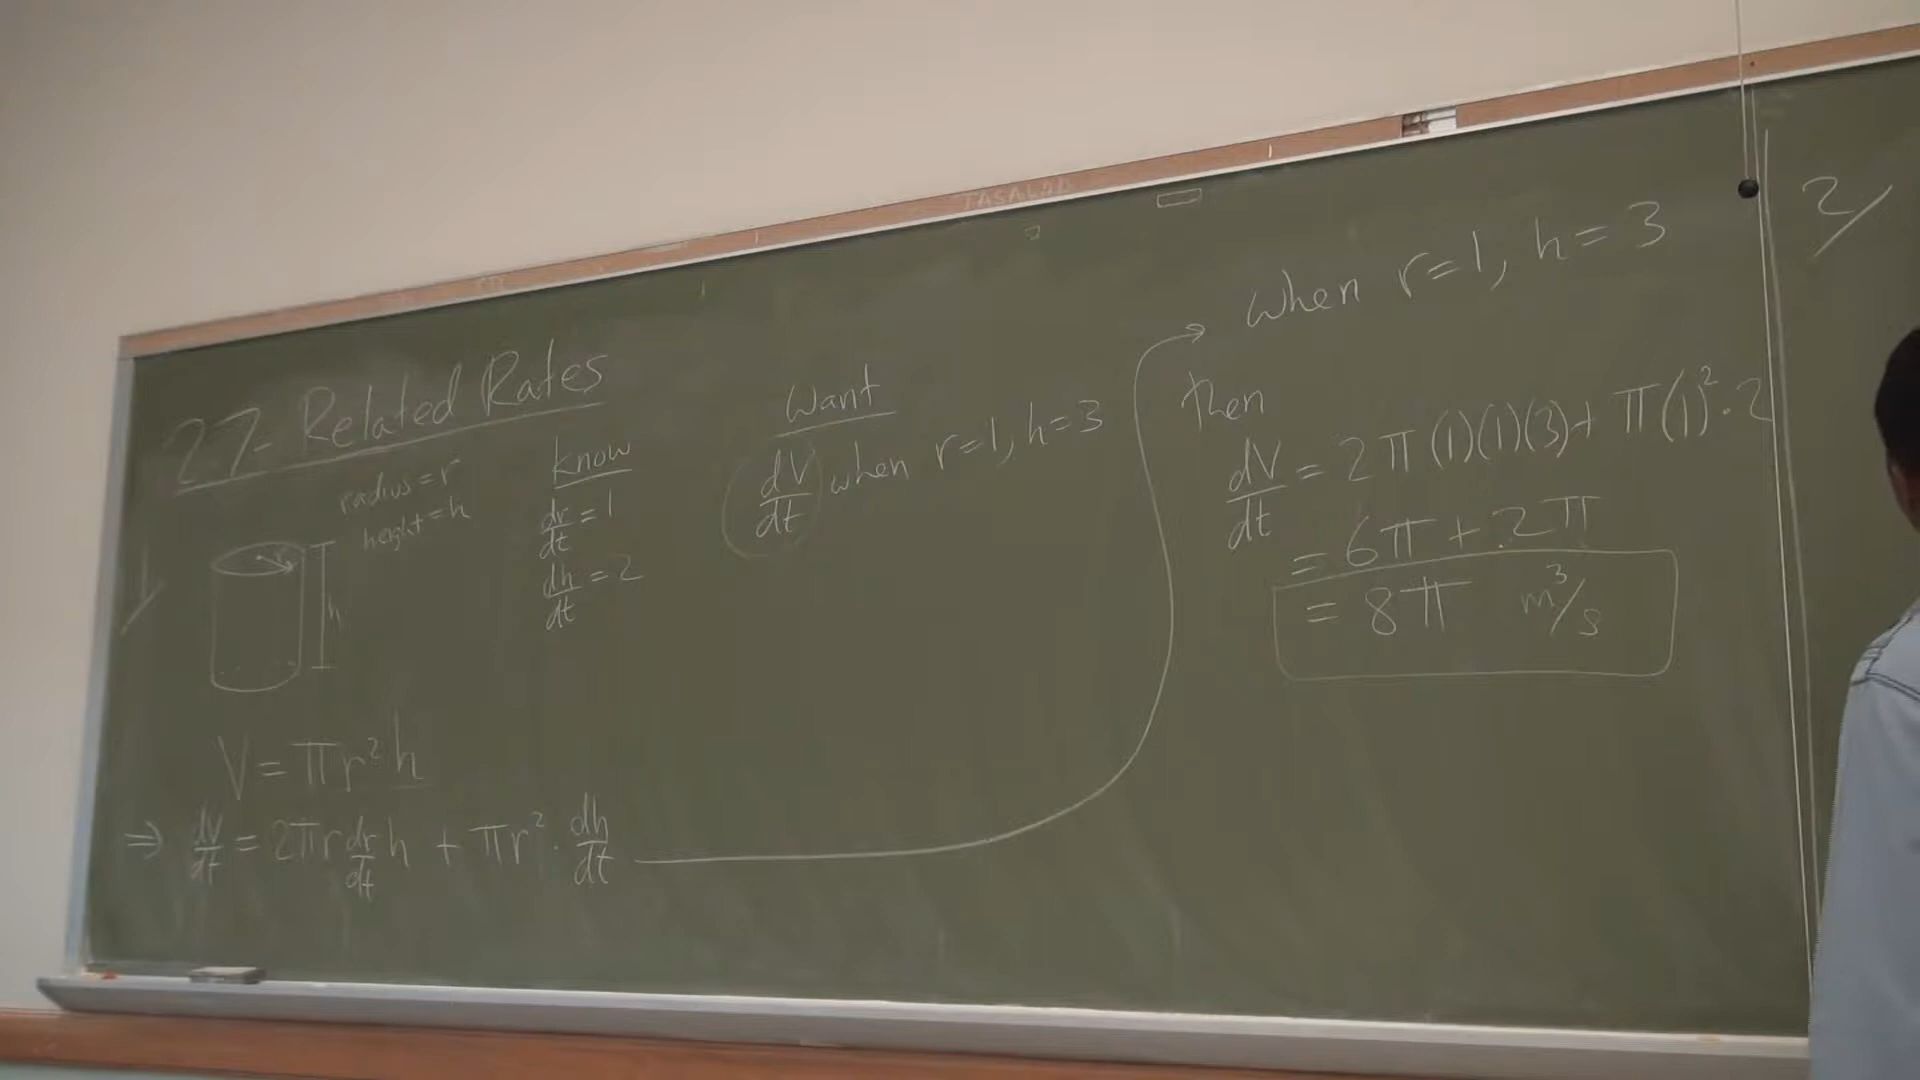 2.7- Related Rates
1/
radius = r
height = h
r
h
know
dr/dt = 1
dh/dt = 2
Want
dV/dt when r=1, h=3
V = πr²h
⇒ dV/dt = 2πr dr/dt h + πr² · dh/dt
When r=1, h=3
then
dV/dt = 2π(1)(1)(3) + π(1)²·2
= 6π + 2π
= 8π m³/s
2/